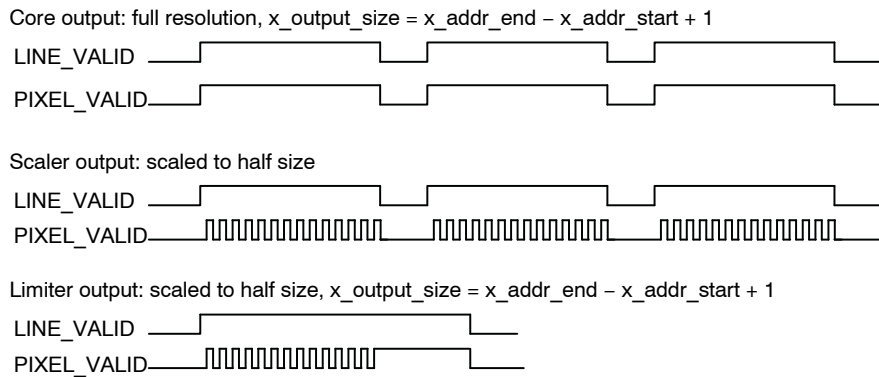 Core output: full resolution, x_output_size = x_addr_end − x_addr_start + 1
LINE_VALID
PIXEL_VALID
Scaler output: scaled to half size
LINE_VALID
PIXEL_VALID
Limiter output: scaled to half size, x_output_size = x_addr_end − x_addr_start + 1
LINE_VALID
PIXEL_VALID